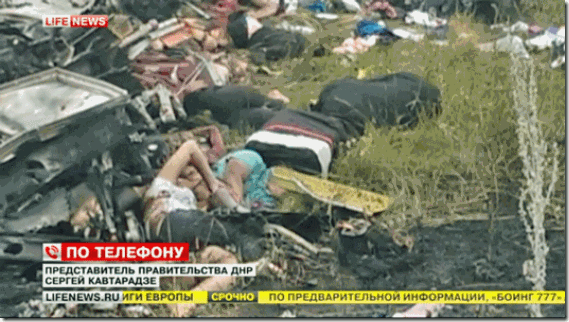 LIFE NEWS
ПО ТЕЛЕФОНУ
ПРЕДСТАВИТЕЛЬ ПРАВИТЕЛЬСТВА ДНР
СЕРГЕЙ КАВТАРАДЗЕ
LIFENEWS.RU ИГИ ЕВРОПЫ СРОЧНО ПО ПРЕДВАРИТЕЛЬНОЙ ИНФОРМАЦИИ, «БОИНГ 777»